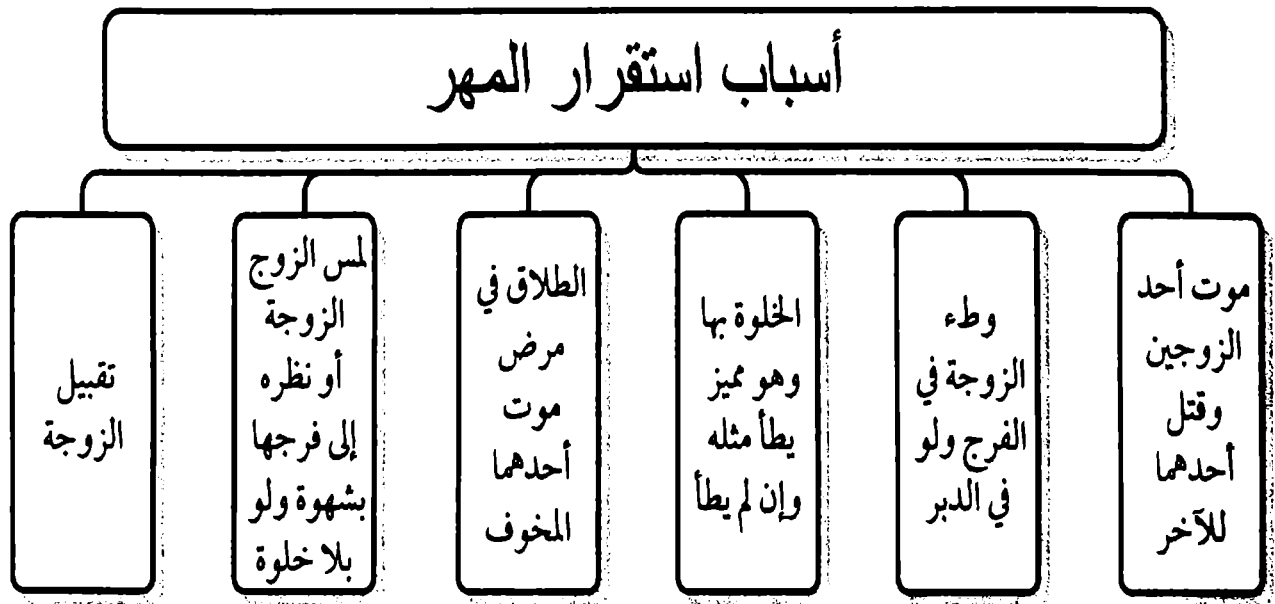 أسباب استقرار المهر
موت أحد
الزوجين
وقتل
أحدهما
للآخر
وطء
الزوجة في
الفرج ولو
في الدبر
الخلوة بها
وهو مميز
يطأ مثله
وإن لم يطأ
الطلاق في
مرض
موت
أحدهما
المخوف
لمس الزوج
الزوجة
أو نظره
إلى فرجها
بشهوة ولو
بلا خلوة
تقبيل
الزوجة